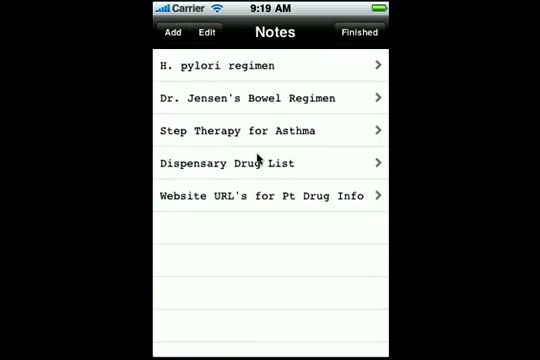 Carrier 9:19 AM
Add Edit Notes Finished
H. pylori regimen
Dr. Jensen's Bowel Regimen
Step Therapy for Asthma
Dispensary Drug List
Website URL's for Pt Drug Info